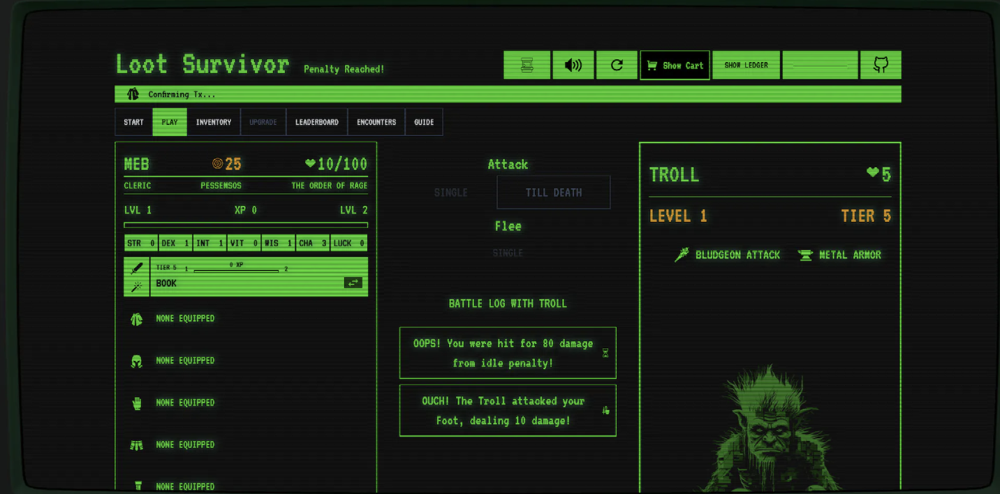 Loot Survivor Penalty Reached!
Show Cart
SHOW LEDGER
Confirming Tx...
START PLAY INVENTORY UPGRADE LEADERBOARD ENCOUNTERS GUIDE
MEB 25 10/100
CLERIC PESSEMSOS THE ORDER OF RAGE
LVL 1 XP 0 LVL 2
STR 0 DEX 1 INT 1 VIT 0 WIS 1 CHA 3 LUCK 0
TIER 5 1 0 XP 2
BOOK
NONE EQUIPPED
NONE EQUIPPED
NONE EQUIPPED
NONE EQUIPPED
NONE EQUIPPED
Attack
SINGLE TILL DEATH
Flee
SINGLE
BATTLE LOG WITH TROLL
OOPS! You were hit for 80 damage
from idle penalty!
OUCH! The Troll attacked your
Foot, dealing 10 damage!
TROLL 5
LEVEL 1 TIER 5
BLUDGEON ATTACK METAL ARMOR